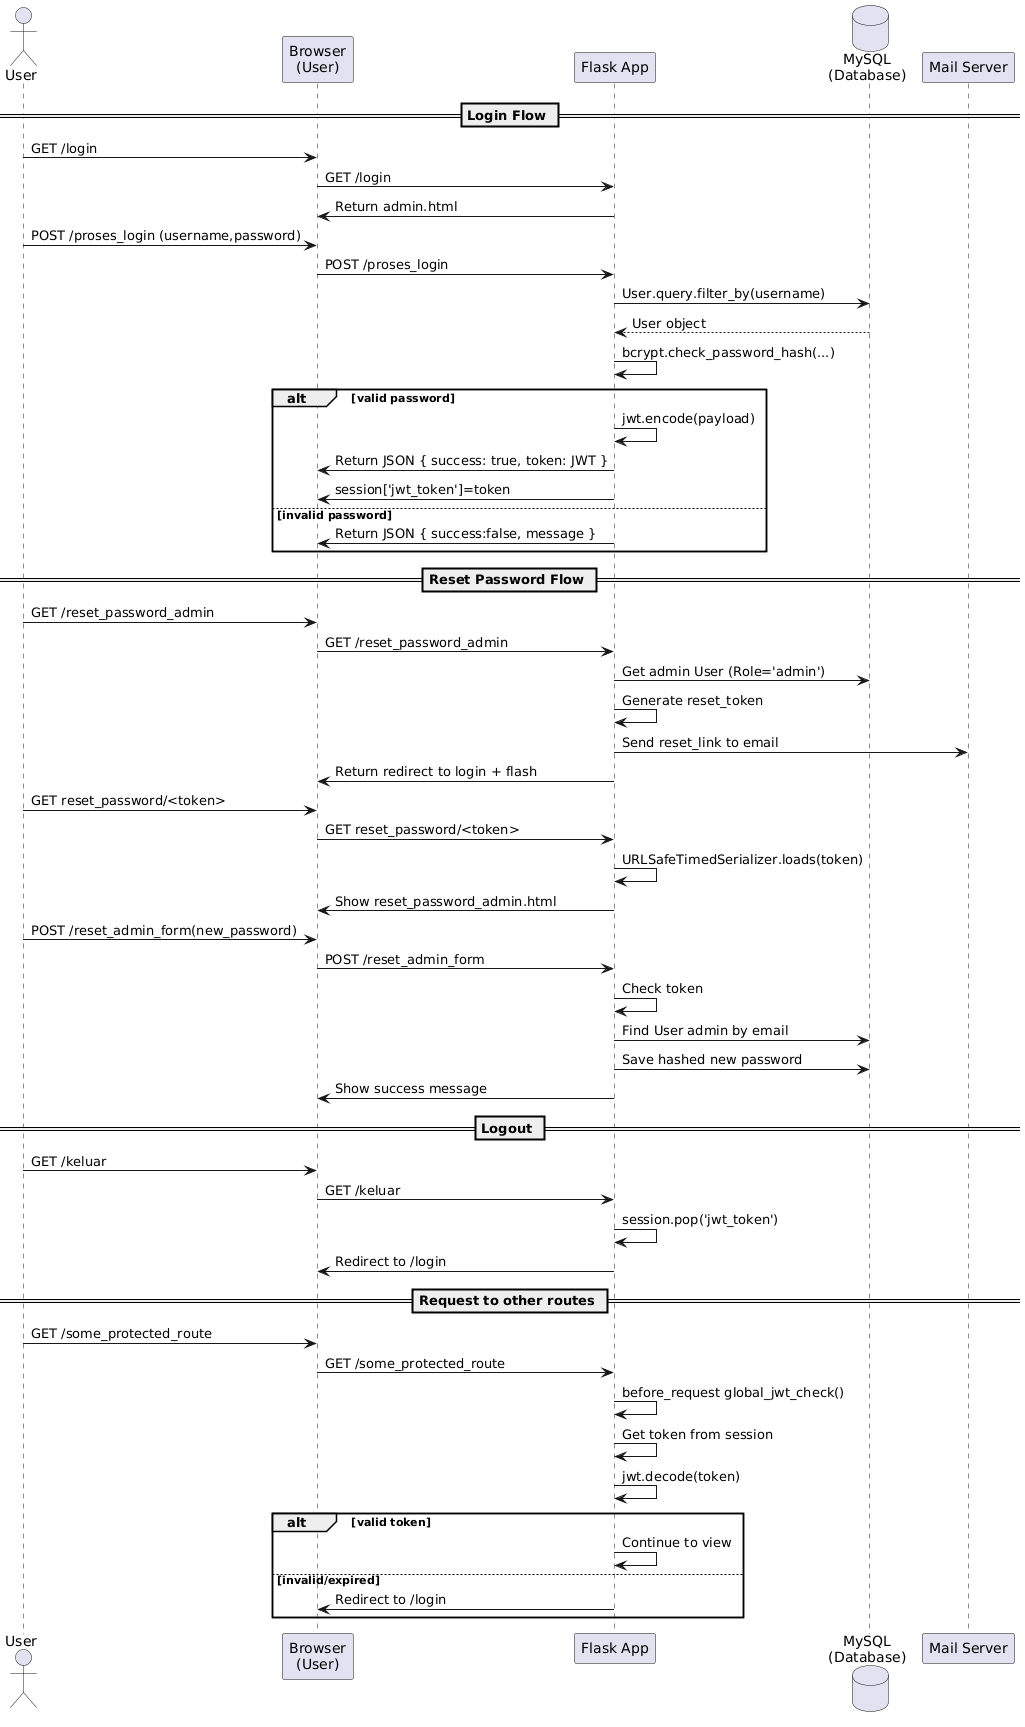 User
Browser
(User)
Flask App
MySQL
(Database)
Mail Server
Login Flow
GET /login
GET /login
Return admin.html
POST /proses_login (username,password)
POST /proses_login
User.query.filter_by(username)
User object
bcrypt.check_password_hash(...)
alt [valid password]
jwt.encode(payload)
Return JSON { success: true, token: JWT }
session['jwt_token']=token
[invalid password]
Return JSON { success:false, message }
Reset Password Flow
GET /reset_password_admin
GET /reset_password_admin
Get admin User (Role='admin')
Generate reset_token
Send reset_link to email
Return redirect to login + flash
GET reset_password/<token>
GET reset_password/<token>
URLSafeTimedSerializer.loads(token)
Show reset_password_admin.html
POST /reset_admin_form(new_password)
POST /reset_admin_form
Check token
Find User admin by email
Save hashed new password
Show success message
Logout
GET /keluar
GET /keluar
session.pop('jwt_token')
Redirect to /login
Request to other routes
GET /some_protected_route
GET /some_protected_route
before_request global_jwt_check()
Get token from session
jwt.decode(token)
alt [valid token]
Continue to view
[invalid/expired]
Redirect to /login
User
Browser
(User)
Flask App
MySQL
(Database)
Mail Server